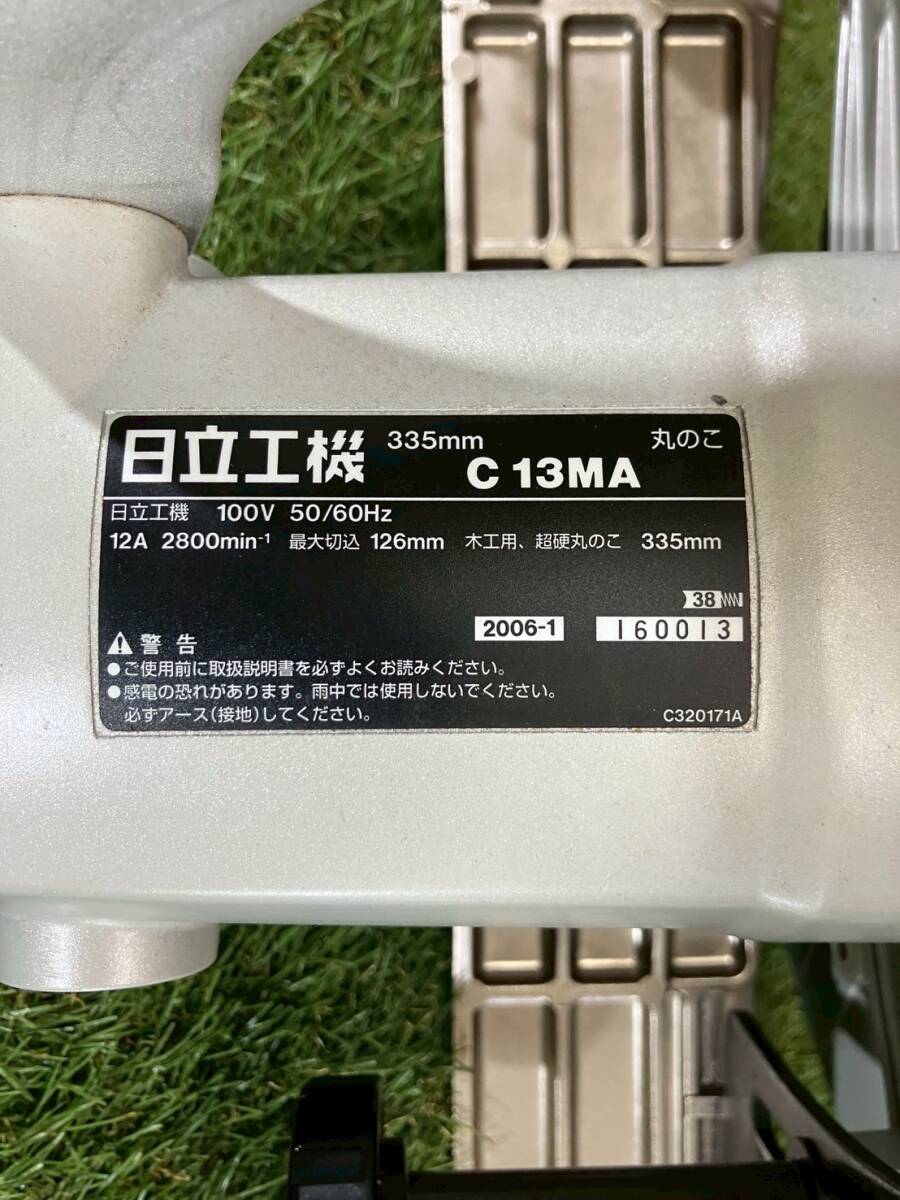 日立工機 335mm C 13MA 丸のこ
日立工機 100V 50/60Hz
12A 2800min⁻¹ 最大切込 126mm 木工用、超硬丸のこ 335mm
38
2006-1 160013
警告
●ご使用前に取扱説明書を必ずよくお読みください。
●感電の恐れがあります。雨中では使用しないでください。
必ずアース(接地)してください。 C320171A